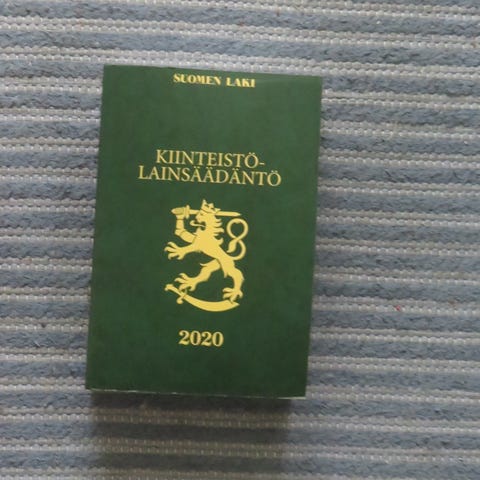 SUOMEN LAKI
KIINTEISTÖ-
LAINSÄÄDÄNTÖ
2020